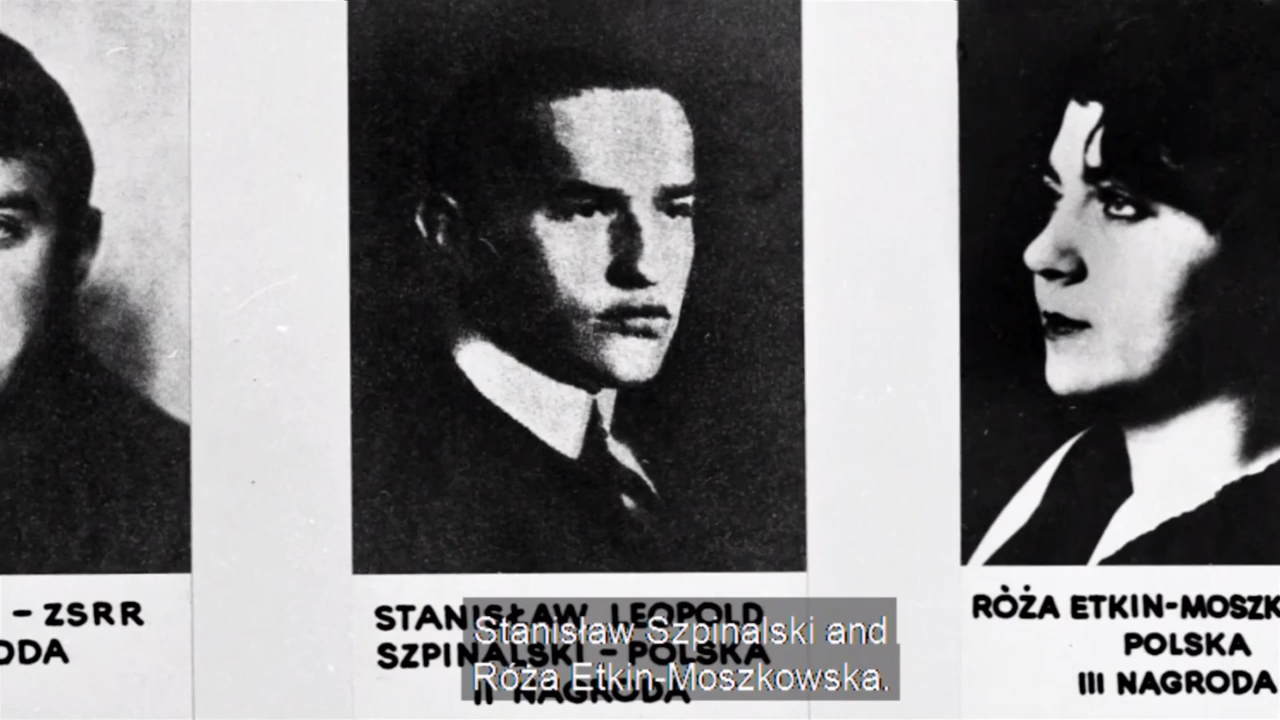 – ZSRR
ODA
STANISŁAW LEOPOLD
SZPINALSKI – POLSKA
II NAGRODA
RÒŻA ETKIN-MOSZK
POLSKA
III NAGRODA
Stanisław Szpinalski and
Róża Etkin-Moszkowska.